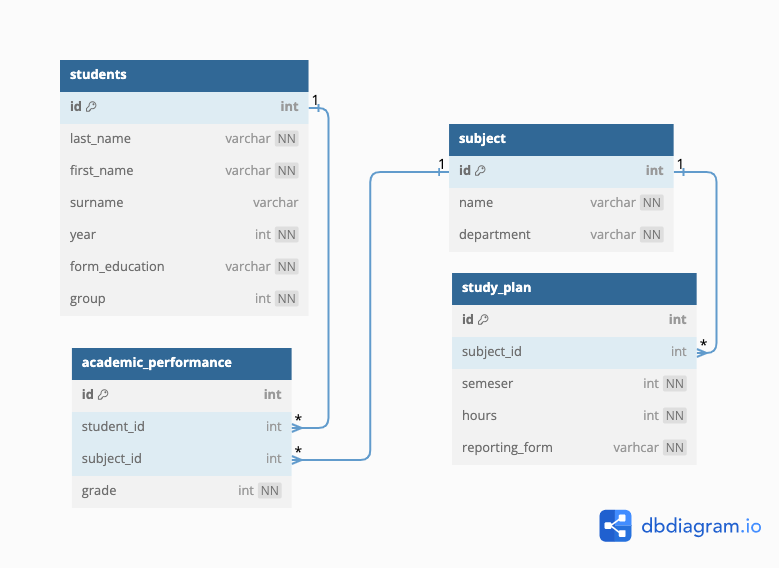 students
id int
last_name varchar NN
first_name varchar NN
surname varchar
year int NN
form_education varchar NN
group int NN
1
academic_performance
id int
student_id int
*
subject_id int
*
grade int NN
1
subject
id int
1
name varchar NN
department varchar NN
study_plan
id int
subject_id int
*
semeser int NN
hours int NN
reporting_form varhcar NN
dbdiagram.io